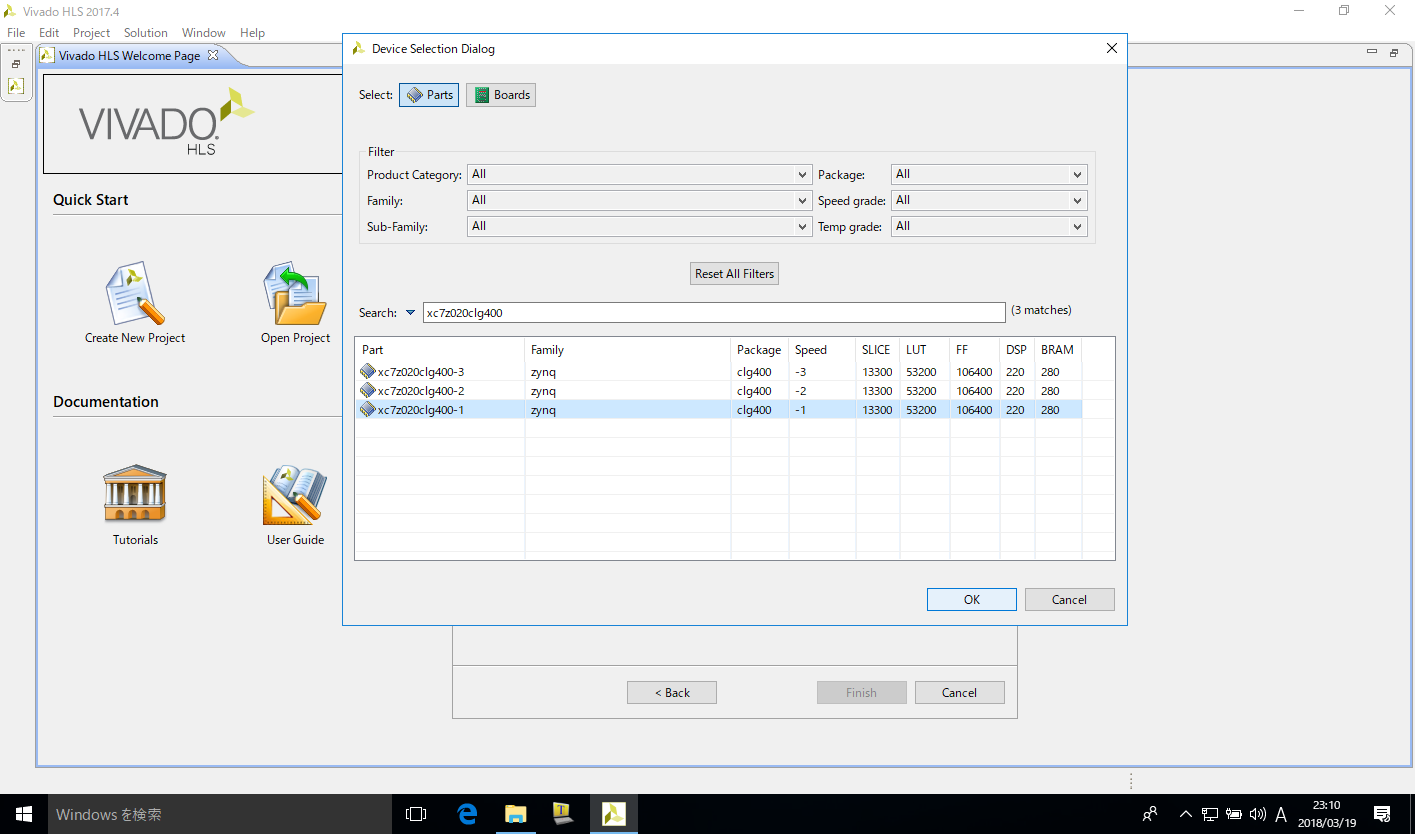 Vivado HLS 2017.4
File Edit Project Solution Window Help
Vivado HLS Welcome Page
VIVADO.
HLS
Quick Start
Create New Project Open Project
Documentation
Tutorials User Guide
Device Selection Dialog
Select: Parts Boards
Filter
Product Category: All Package: All
Family: All Speed grade: All
Sub-Family: All Temp grade: All
Reset All Filters
Search: xc7z020clg400 (3 matches)
Part Family Package Speed SLICE LUT FF DSP BRAM
xc7z020clg400-3 zynq clg400 -3 13300 53200 106400 220 280
xc7z020clg400-2 zynq clg400 -2 13300 53200 106400 220 280
xc7z020clg400-1 zynq clg400 -1 13300 53200 106400 220 280
OK Cancel
< Back Finish Cancel
Windows を検索
A
23:10
2018/03/19